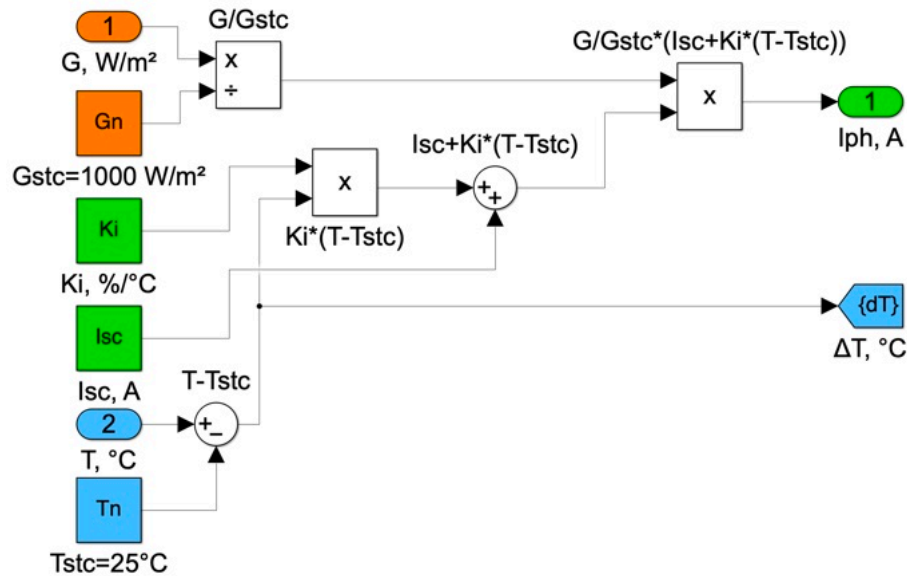 1
G, W/m²
G/Gstc
x
÷
G/Gstc*(Isc+Ki*(T-Tstc))
x
1
Iph, A
Gn
Gstc=1000 W/m²
x
Ki*(T-Tstc)
Isc+Ki*(T-Tstc)
+
+
Ki
Ki, %/°C
Isc
Isc, A
{dT}
ΔT, °C
T-Tstc
2
T, °C
+
−
Tn
Tstc=25°C